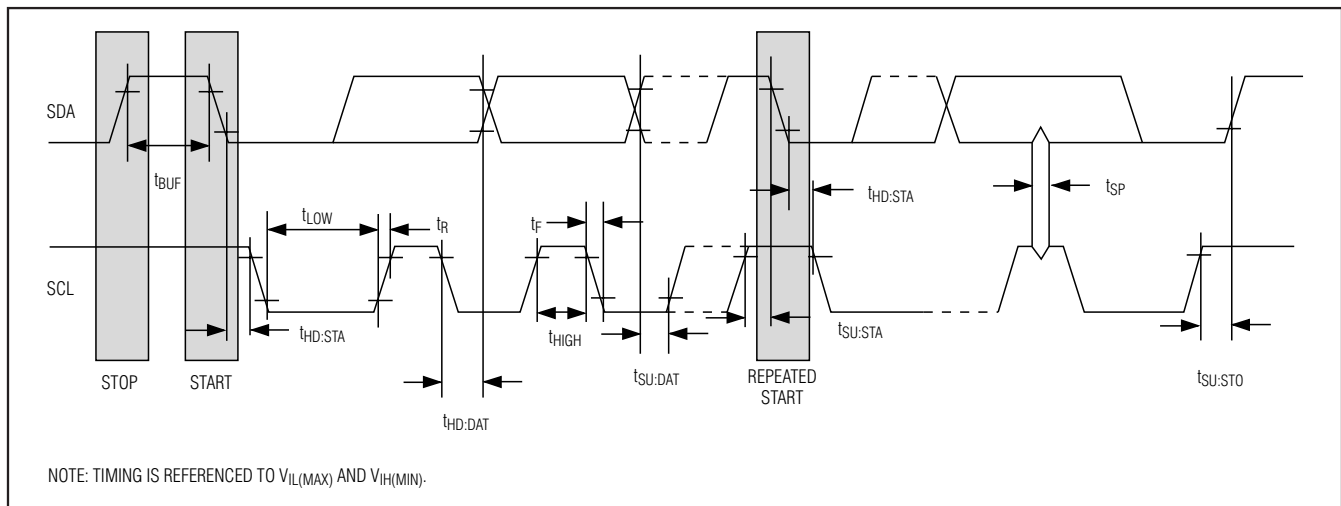 SDA
tBUF
tLOW
tR
tF
tHD:STA
tSP
SCL
tHD:STA
tHIGH
tSU:DAT
tSU:STA
tSU:STO
STOP
START
REPEATED
START
tHD:DAT
NOTE: TIMING IS REFERENCED TO VIL(MAX) AND VIH(MIN).